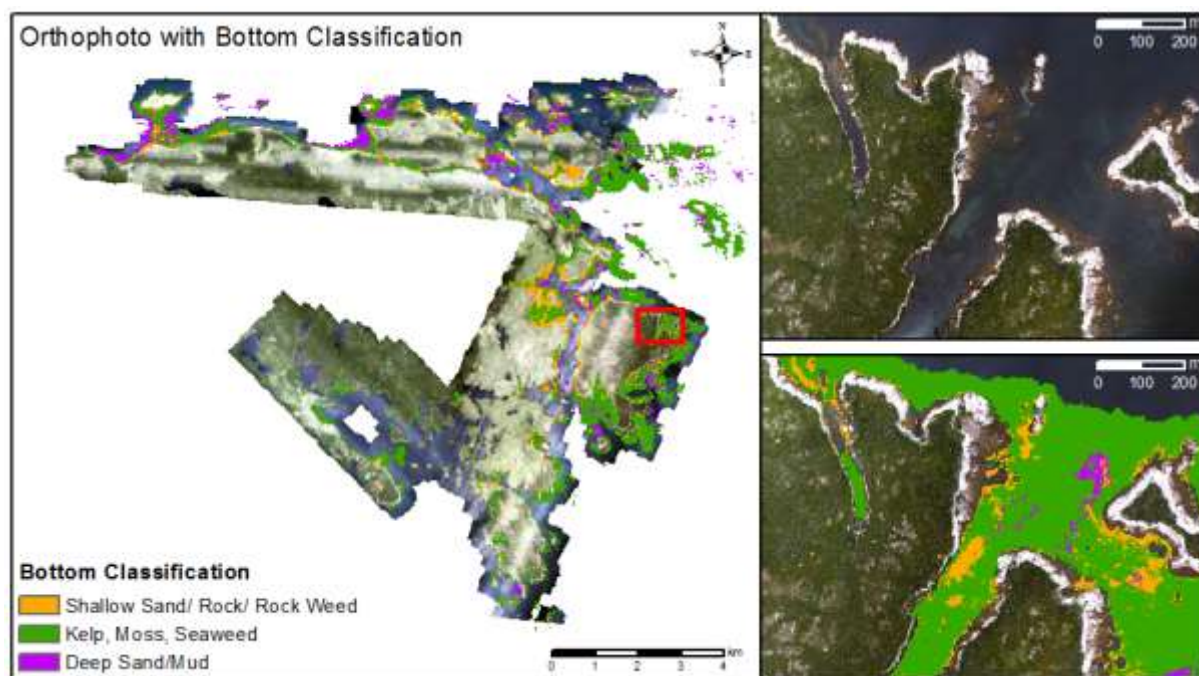 Orthophoto with Bottom Classification
N
W
E
S
Bottom Classification
Shallow Sand/ Rock/ Rock Weed
Kelp, Moss, Seaweed
Deep Sand/Mud
km
0 1 2 3 4
m
0 100 200
m
0 100 200